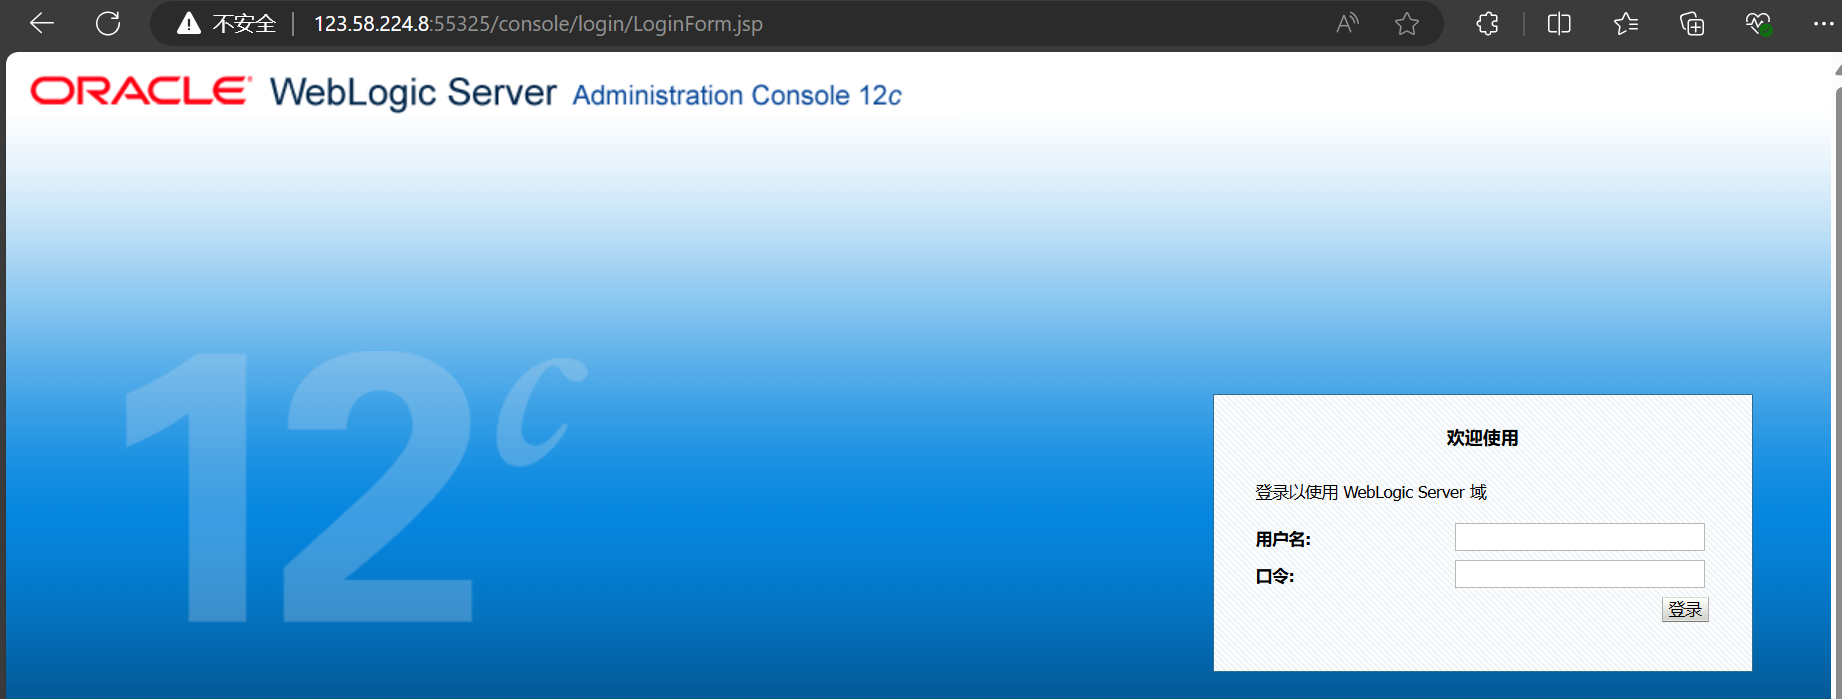 不安全 123.58.224.8:55325/console/login/LoginForm.jsp
ORACLE WebLogic Server Administration Console 12c
12c
欢迎使用
登录以使用 WebLogic Server 域
用户名:
口令:
登录